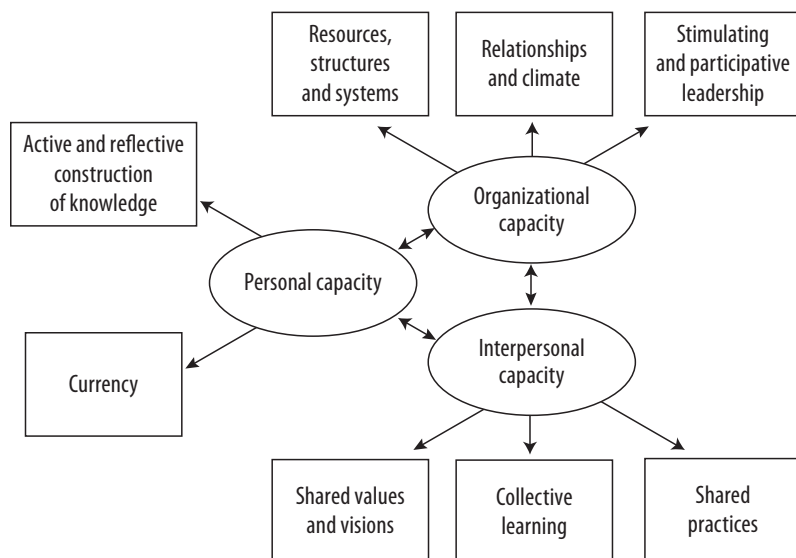 Resources,
structures
and systems
Relationships
and climate
Stimulating
and participative
leadership
Active and reflective
construction
of knowledge
Organizational
capacity
Personal capacity
Currency
Interpersonal
capacity
Shared values
and visions
Collective
learning
Shared
practices